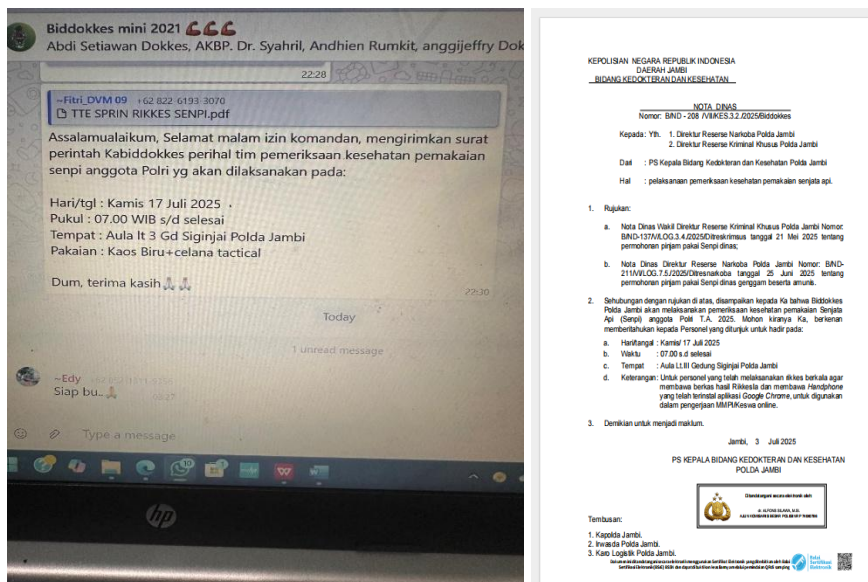 Biddokkes mini 2021
Abdi Setiawan Dokkes, AKBP. Dr. Syahril, Andhien Rumkit, anggijeffry Dok
22:28
~Fitri_DVM 09 +62 822-6193-3070
TTE SPRIN RIKKES SENPI.pdf
Assalamualaikum, Selamat malam izin komandan, mengirimkan surat
perintah Kabiddokkes perihal tim pemeriksaan kesehatan pemakaian
senpi anggota Polri yg akan dilaksanakan pada:
Hari/tgl : Kamis 17 Juli 2025
Pukul : 07.00 WIB s/d selesai
Tempat : Aula lt 3 Gd Siginjai Polda Jambi
Pakaian : Kaos Biru+celana tactical
Dum, terima kasih
22:30
Today
1 unread message
~Edy
Siap bu..
Type a message
10
hp
KEPOLISIAN NEGARA REPUBLIK INDONESIA
DAERAH JAMBI
BIDANG KEDOKTERAN DAN KESEHATAN
NOTA DINAS
Nomor: B/ND - 208 /VII/KES.3.2./2025/Biddokkes
Kepada : Yth. 1. Direktur Reserse Narkoba Polda Jambi
2. Direktur Reserse Kriminal Khusus Polda Jambi
Dari : PS Kepala Bidang Kedokteran dan Kesehatan Polda Jambi
Hal : pelaksanaan pemeriksaan kesehatan pemakaian senjata api.
1. Rujukan:
a. Nota Dinas Wakil Direktur Reserse Kriminal Khusus Polda Jambi Nomor:
B/ND-137/V/LOG.3.4./2025/Ditreskrimsus tanggal 21 Mei 2025 tentang
permohonan pinjam pakai Senpi dinas;
b. Nota Dinas Direktur Reserse Narkoba Polda Jambi Nomor: B/ND-
211/VI/LOG.7.5./2025/Ditresnarkoba tanggal 25 Juni 2025 tentang
permohonan pinjam pakai Senpi dinas genggam beserta amunisi.
2. Sehubungan dengan rujukan di atas, disampaikan kepada Ka bahwa Biddokkes
Polda Jambi akan melaksanakan pemeriksaan kesehatan pemakaian Senjata
Api (Senpi) anggota Polri T.A. 2025. Mohon kiranya Ka, berkenan
memberitahukan kepada Personel yang ditunjuk untuk hadir pada:
a. Hari/tangal : Kamis/ 17 Juli 2025
b. Waktu : 07.00 s.d selesai
c. Tempat : Aula Lt.III Gedung Siginjai Polda Jambi
d. Keterangan: Untuk personel yang telah melaksanakan rikkes berkala agar
membawa berkas hasil Rikkesla dan membawa Handphone
yang telah terinstal aplikasi Google Chrome, untuk digunakan
dalam pengerjaan MMPI/Keswa online.
3. Demikian untuk menjadi maklum.
Jambi, 3 Juli 2025
PS KEPALA BIDANG KEDOKTERAN DAN KESEHATAN
POLDA JAMBI
Ditandatangani secara elektronik oleh:
Tembusan:
1. Kapolda Jambi.
2. Irwasda Polda Jambi.
3. Karo Logistik Polda Jambi.
Balai
Sertifikasi
Elektronik